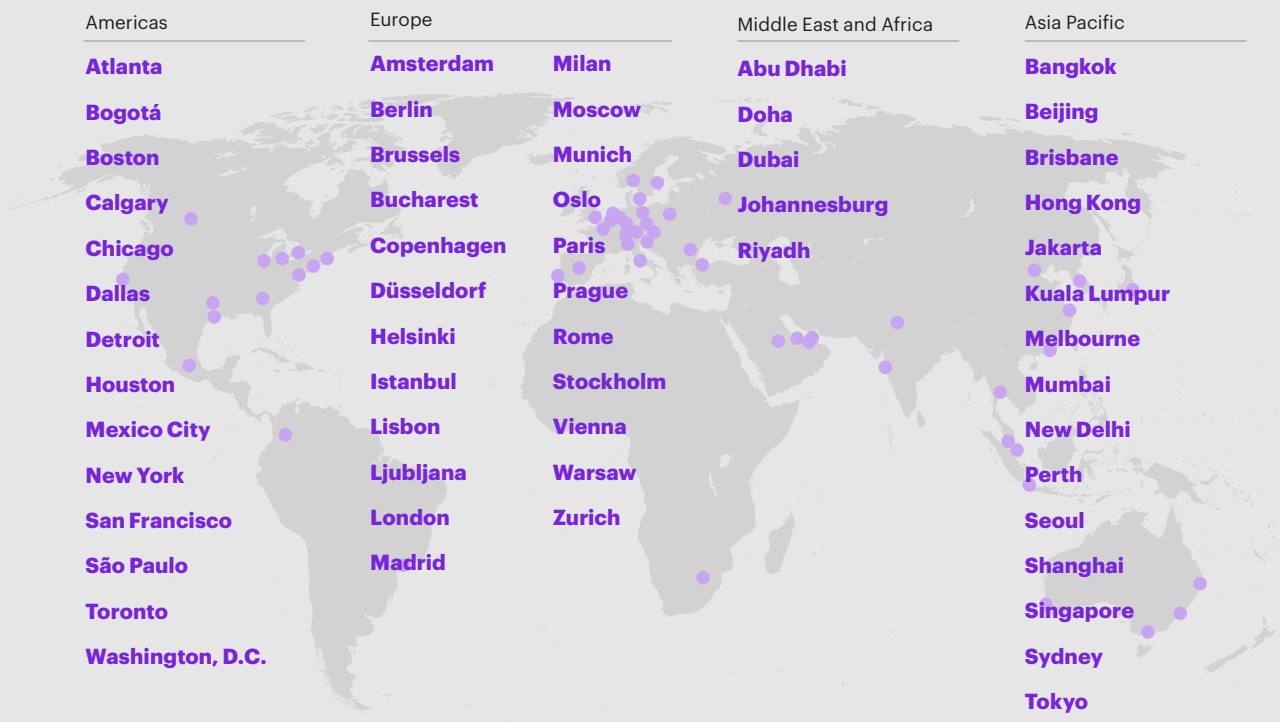 Americas
Atlanta
Bogotá
Boston
Calgary
Chicago
Dallas
Detroit
Houston
Mexico City
New York
San Francisco
São Paulo
Toronto
Washington, D.C.
Europe
Amsterdam
Berlin
Brussels
Bucharest
Copenhagen
Düsseldorf
Helsinki
Istanbul
Lisbon
Ljubljana
London
Madrid
Milan
Moscow
Munich
Oslo
Paris
Prague
Rome
Stockholm
Vienna
Warsaw
Zurich
Middle East and Africa
Abu Dhabi
Doha
Dubai
Johannesburg
Riyadh
Asia Pacific
Bangkok
Beijing
Brisbane
Hong Kong
Jakarta
Kuala Lumpur
Melbourne
Mumbai
New Delhi
Perth
Seoul
Shanghai
Singapore
Sydney
Tokyo